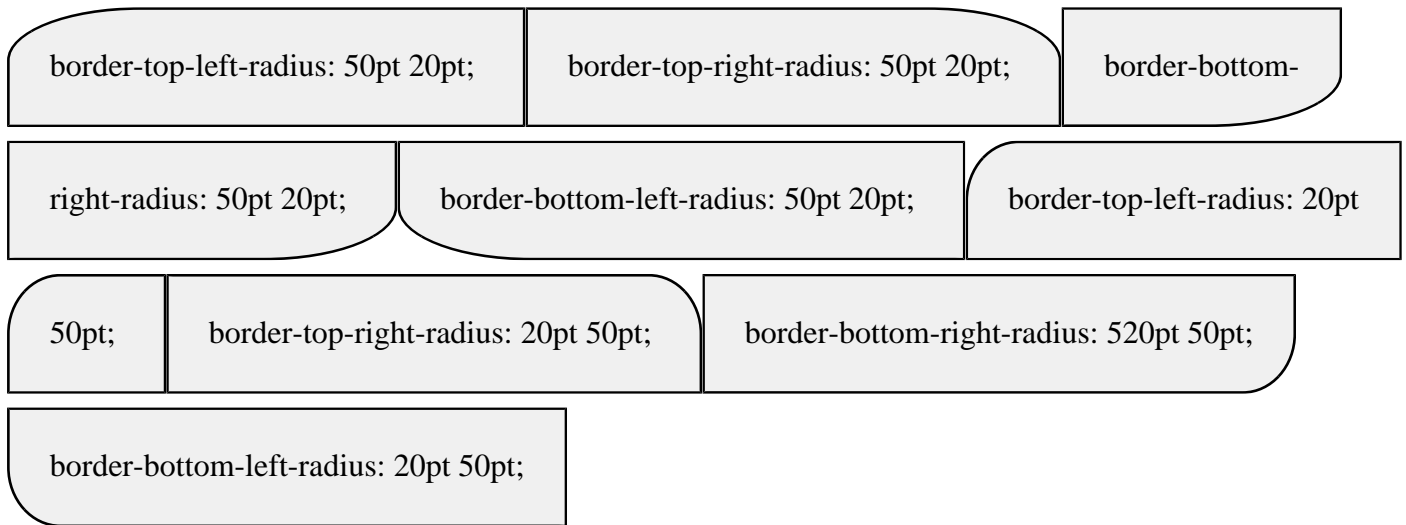 border-top-left-radius: 50pt 20pt; border-top-right-radius: 50pt 20pt; border-bottom-
right-radius: 50pt 20pt; border-bottom-left-radius: 50pt 20pt; border-top-left-radius: 20pt
50pt; border-top-right-radius: 20pt 50pt; border-bottom-right-radius: 520pt 50pt;
border-bottom-left-radius: 20pt 50pt;